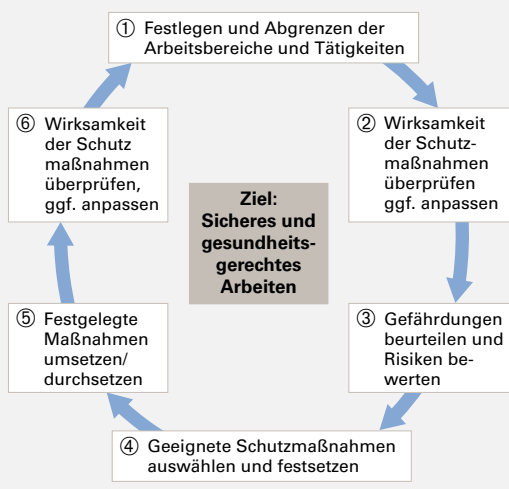 ① Festlegen und Abgrenzen der
Arbeitsbereiche und Tätigkeiten
② Wirksamkeit
der Schutz-
maßnahmen
überprüfen
ggf. anpassen
③ Gefährdungen
beurteilen und
Risiken be-
werten
④ Geeignete Schutzmaßnahmen
auswählen und festsetzen
⑤ Festgelegte
Maßnahmen
umsetzen/
durchsetzen
⑥ Wirksamkeit
der Schutz
maßnahmen
überprüfen,
ggf. anpassen
Ziel:
Sicheres und
gesundheits-
gerechtes
Arbeiten